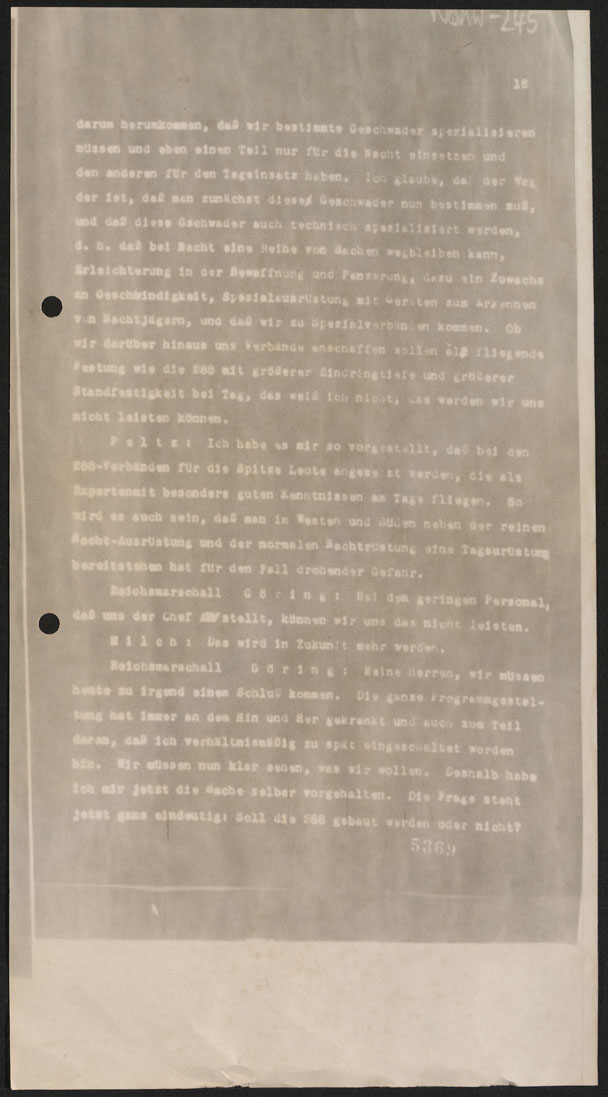 NOKW-245
16
darum herumkommen, daß wir bestimmte Geschwader spezialisieren
müssen und eben einen Teil nur für die Nacht einsetzen und
den anderen für den Tageinsatz haben. Ich glaube, daß der Weg
der ist, daß man zunächst dieses Geschwader nun bestimmen muß,
und daß diese Gschwader auch technisch spezialisiert werden,
d. h. daß bei Nacht eine Reihe von Sachen wegbleiben kann,
Erleichterung in der Bewaffnung und Panzerung, dazu ein Zuwachs
an Geschwindigkeit, Spezialausrüstung mit Geräten zum Erkennen
von Nachtjägern, und daß wir zu Spezialverbänden kommen. Ob
wir darüber hinaus uns Verbände anschaffen sollen als fliegende
Festung wie die 288 mit größerer Eindringtiefe und größerer
Standfestigkeit bei Tag, das weiß ich nicht; das werden wir uns
nicht leisten können.
P e l t z : Ich habe es mir so vorgestellt, daß bei den
288-Verbänden für die Spitze Leute angesetzt werden, die als
Expertenmit besonders guten Kenntnissen am Tage fliegen. So
wird es auch sein, daß man im Westen und Süden neben der reinen
Nacht-Ausrüstung und der normalen Nachtrüstung eine Tagausrüstung
bereitstehen hat für den Fall drohender Gefahr.
Reichsmarschall G ö r i n g : Bei dem geringen Personal,
daß uns der Chef stellt, können wir uns das nicht leisten.
M i l c h : Das wird in Zukunft mehr werden.
Reichsmarschall G ö r i n g : Meine Herren, wir müssen
heute zu irgend einem Schluß kommen. Die ganze Programmgestal-
tung hat immer an dem Hin und Her gekrankt und auch zum Teil
daran, daß ich verhältnismäßig zu spät eingeschaltet worden
bin. Wir müssen nun klar sehen, was wir wollen. Deshalb habe
ich mir jetzt die Sache selber vorgehalten. Die Frage steht
jetzt ganz eindeutig: Soll die 288 gebaut werden oder nicht?
5369